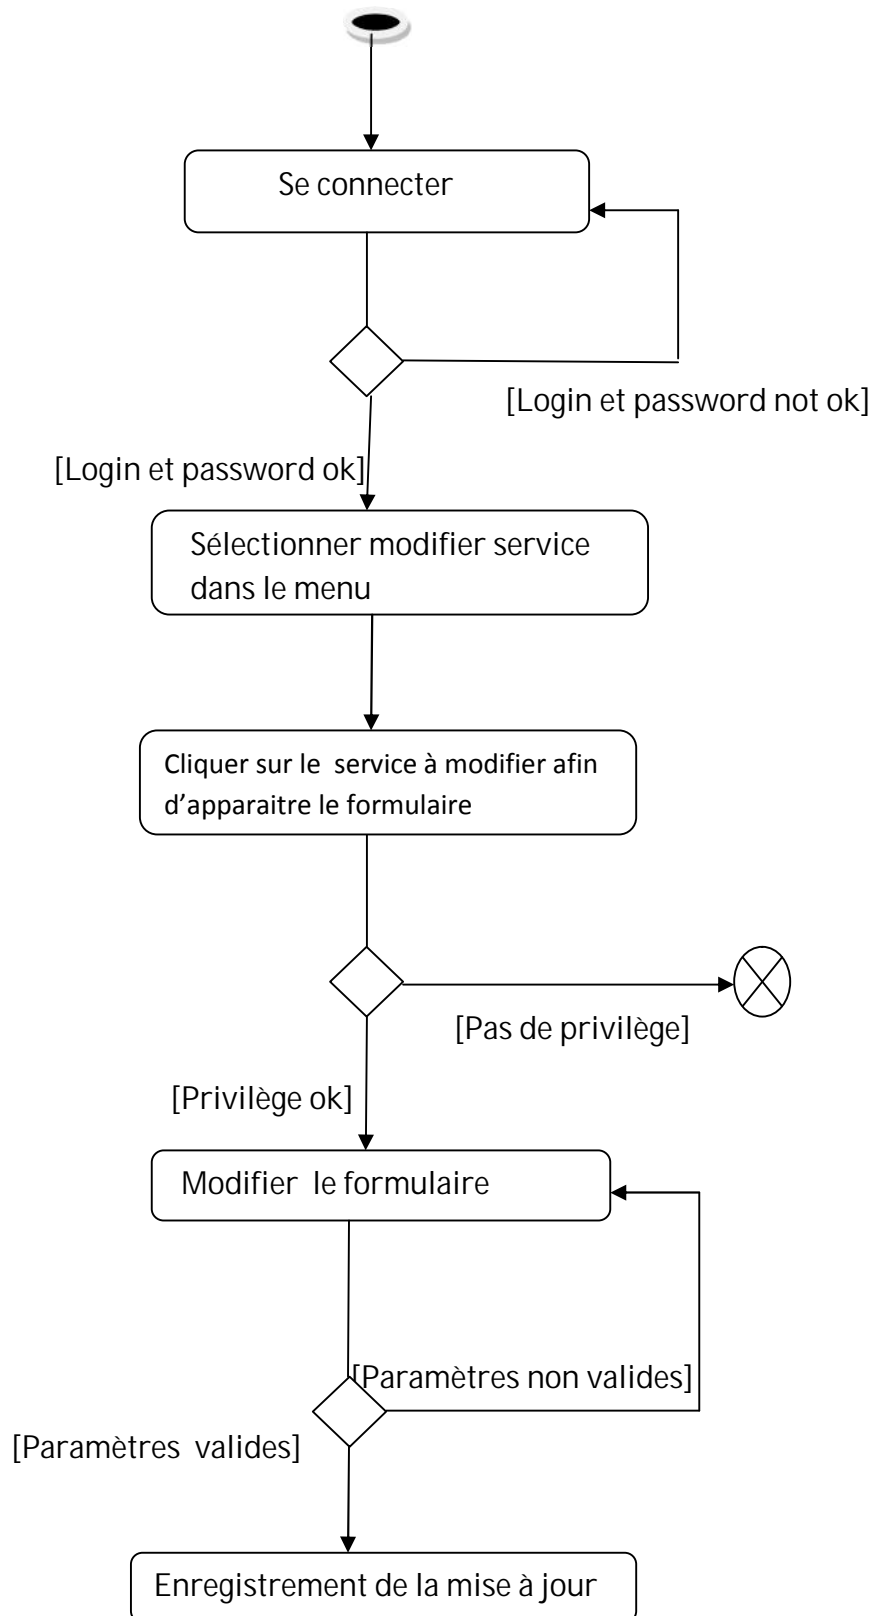 Se connecter
[Login et password not ok]
[Login et password ok]
Sélectionner modifier service
dans le menu
Cliquer sur le service à modifier afin
d’apparaitre le formulaire
[Pas de privilège]
[Privilège ok]
Modifier le formulaire
[Paramètres non valides]
[Paramètres valides]
Enregistrement de la mise à jour